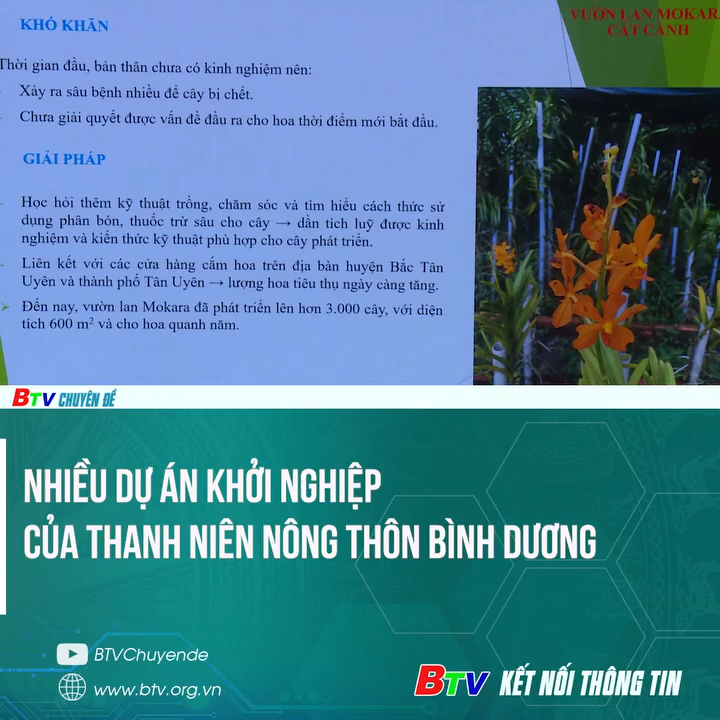 KHÓ KHĂN
VƯỜN LAN MOKAR
CẮT CÀNH
Thời gian đầu, bản thân chưa có kinh nghiệm nên:
- Xảy ra sâu bệnh nhiều để cây bị chết.
- Chưa giải quyết được vấn đề đầu ra cho hoa thời điểm mới bắt đầu.
GIẢI PHÁP
- Học hỏi thêm kỹ thuật trồng, chăm sóc và tìm hiểu cách thức sử
dụng phân bón, thuốc trừ sâu cho cây → dần tích luỹ được kinh
nghiệm và kiến thức kỹ thuật phù hợp cho cây phát triển.
- Liên kết với các cửa hàng cắm hoa trên địa bàn huyện Bắc Tân
Uyên và thành phố Tân Uyên → lượng hoa tiêu thụ ngày càng tăng.
➢ Đến nay, vườn lan Mokara đã phát triển lên hơn 3.000 cây, với diện
tích 600 m² và cho hoa quanh năm.
BTV CHUYÊN ĐỀ
NHIỀU DỰ ÁN KHỞI NGHIỆP
CỦA THANH NIÊN NÔNG THÔN BÌNH DƯƠNG
BTVChuyende
www.btv.org.vn
BTV KẾT NỐI THÔNG TIN